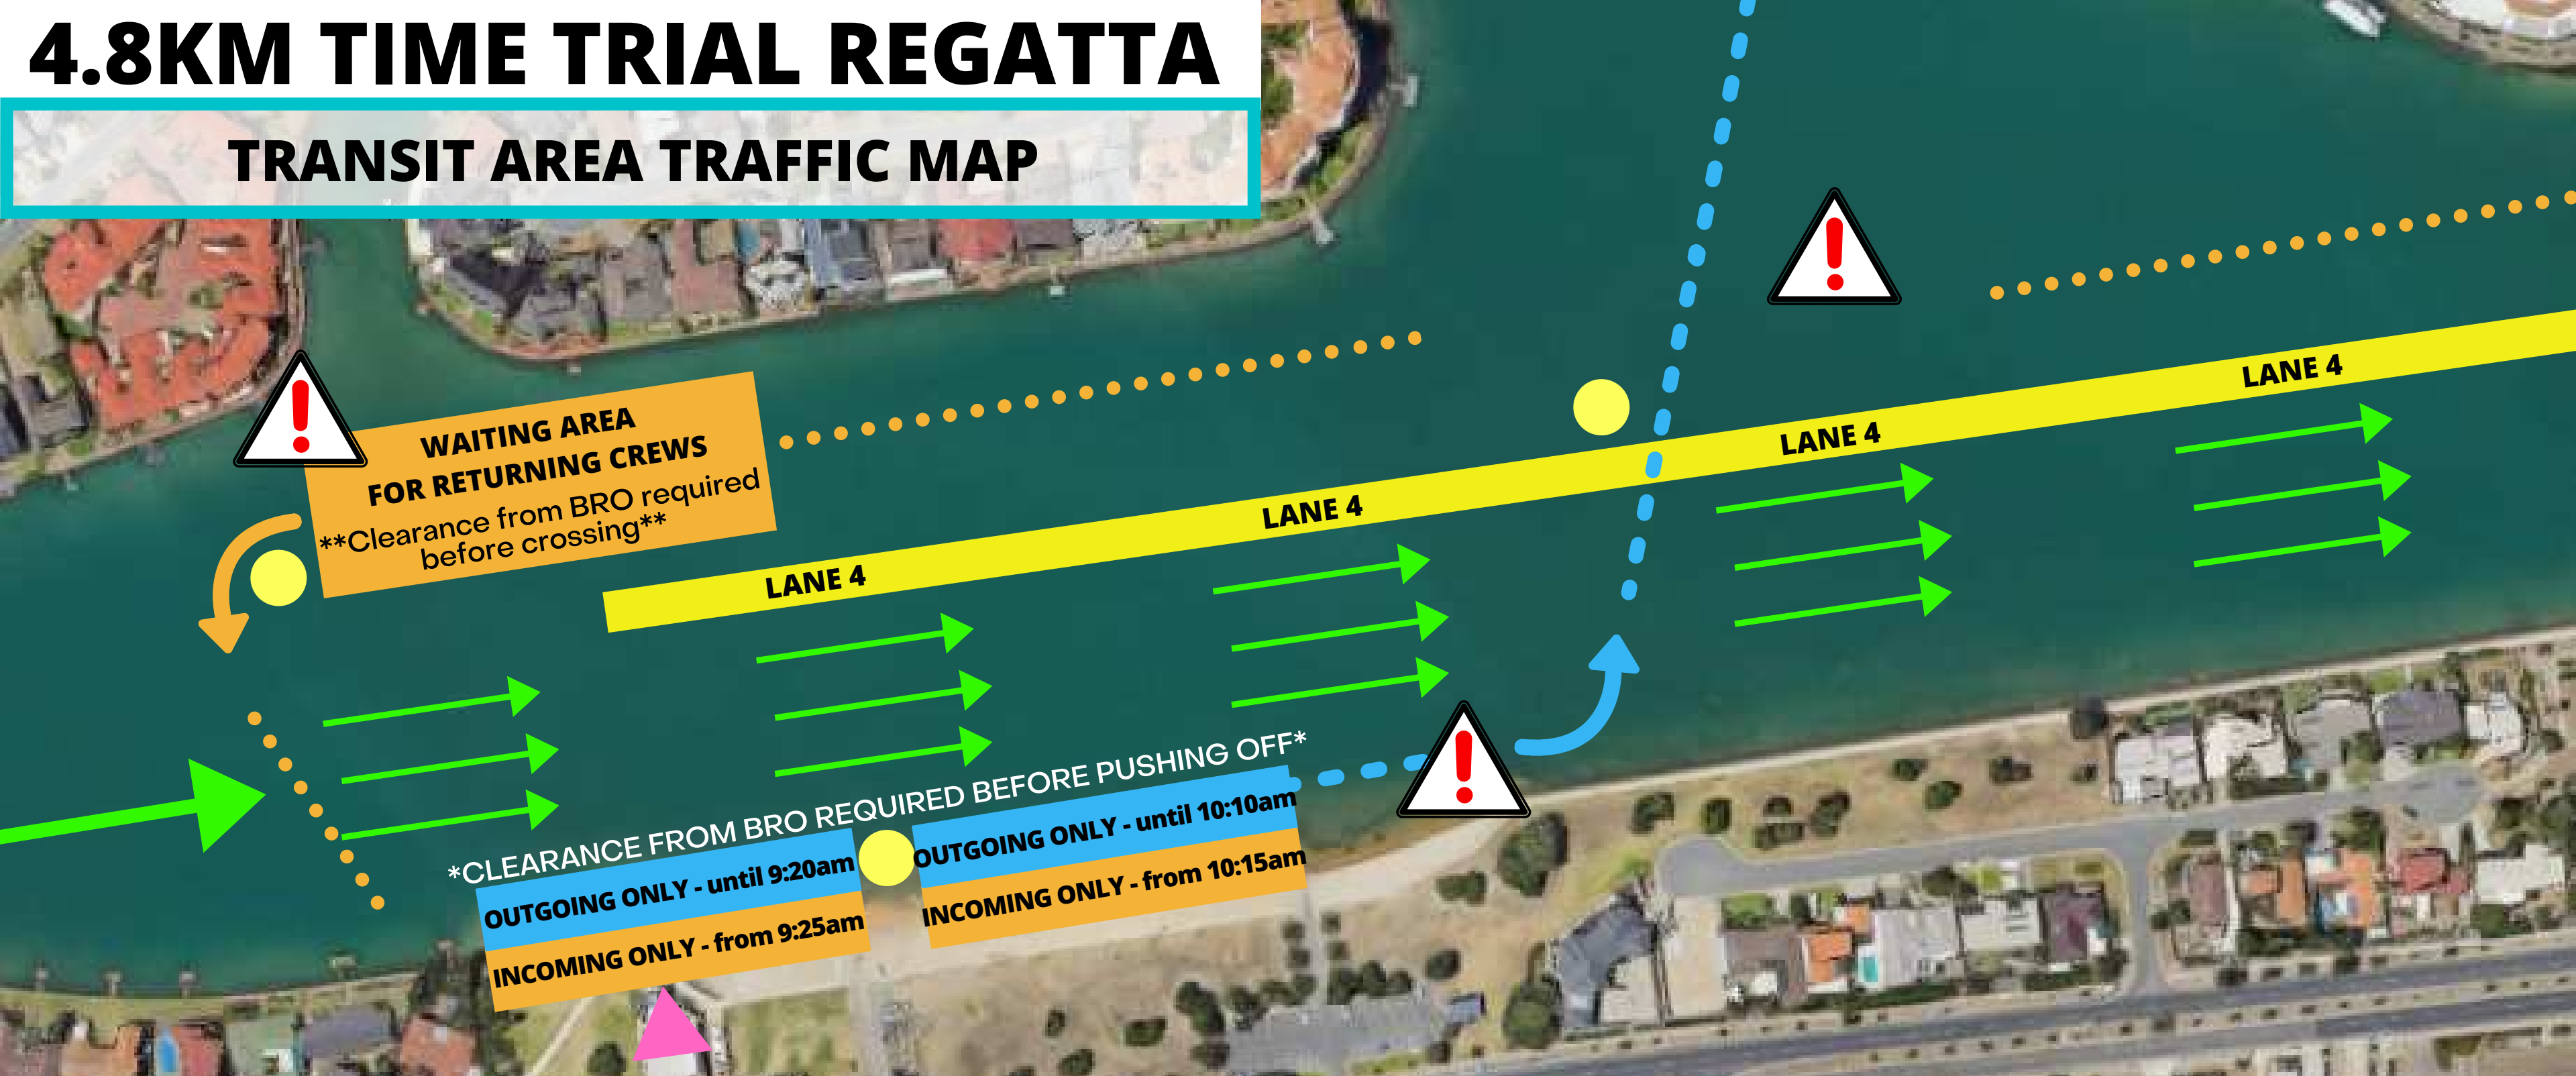 4.8KM TIME TRIAL REGATTA
TRANSIT AREA TRAFFIC MAP
WAITING AREA
FOR RETURNING CREWS
**Clearance from BRO required
before crossing**
LANE 4
LANE 4
LANE 4
LANE 4
*CLEARANCE FROM BRO REQUIRED BEFORE PUSHING OFF*
OUTGOING ONLY - until 9:20am
INCOMING ONLY - from 9:25am
OUTGOING ONLY - until 10:10am
INCOMING ONLY - from 10:15am